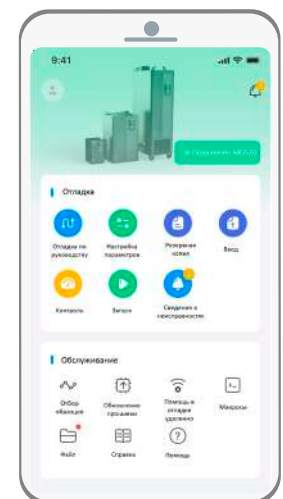 9:41
Отладка
Отладка по
руководству
Настройка
параметров
Резервная
копия
Ввод
Контроль
Запуск
Сведения о
неисправностях
Обслуживание
Отбор
образцов
Обновление
прошивки
Помощь в
отладке
удаленно
Макросы
Файл
Справка
Помощь